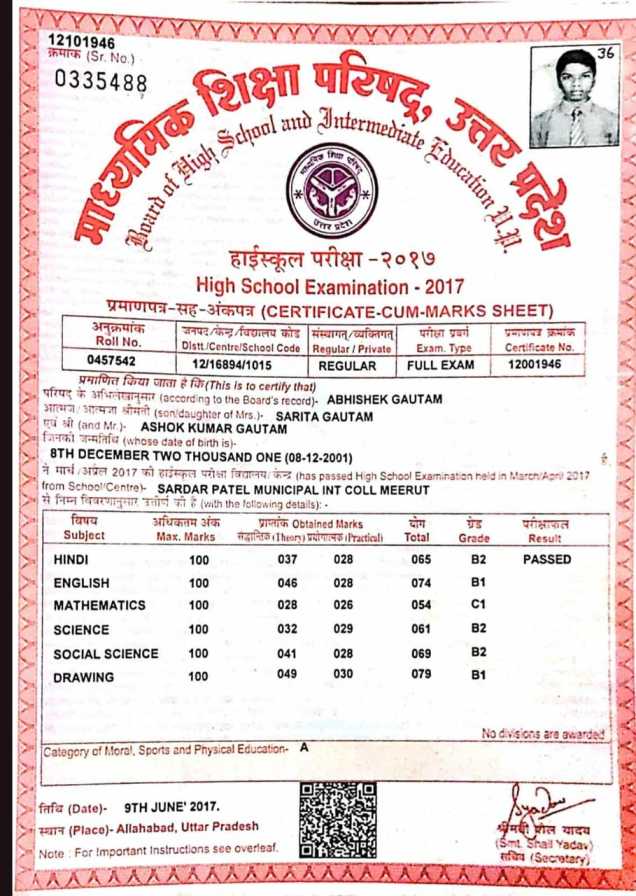 12101946
क्रमांक (Sr. No.)
0335488
36
माध्यमिक शिक्षा परिषद्, उत्तर प्रदेश
Board of High School and Intermediate Education U.P.
माध्यमिक शिक्षा परिषद
उत्तर प्रदेश
हाईस्कूल परीक्षा -२०१७
High School Examination - 2017
प्रमाणपत्र-सह-अंकपत्र (CERTIFICATE-CUM-MARKS SHEET)
अनुक्रमांक जनपद/केन्द्र/विद्यालय कोड संस्थागत/व्यक्तिगत परीक्षा प्रवर्ग प्रमाणपत्र क्रमांक
Roll No. Distt./Centre/School Code Regular / Private Exam. Type Certificate No.
0457542 12/16894/1015 REGULAR FULL EXAM 12001946
प्रमाणित किया जाता है कि(This is to certify that)
परिषद् के अभिलेखानुसार (according to the Board's record)- ABHISHEK GAUTAM
आत्मज/आत्मजा श्रीमती (son/daughter of Mrs.)- SARITA GAUTAM
एवं श्री (and Mr.)- ASHOK KUMAR GAUTAM
जिनकी जन्मतिथि (whose date of birth is)-
8TH DECEMBER TWO THOUSAND ONE (08-12-2001) है,
ने मार्च/अप्रैल 2017 की हाईस्कूल परीक्षा विद्यालय/केन्द्र (has passed High School Examination held in March/April 2017
from School/Centre)- SARDAR PATEL MUNICIPAL INT COLL MEERUT
से निम्न विवरणानुसार उत्तीर्ण की है (with the following details): -
विषय अधिकतम अंक प्राप्तांक Obtained Marks योग ग्रेड परीक्षाफल
Subject Max. Marks सैद्धान्तिक (Theory) प्रयोगात्मक (Practical) Total Grade Result
HINDI 100 037 028 065 B2 PASSED
ENGLISH 100 046 028 074 B1
MATHEMATICS 100 028 026 054 C1
SCIENCE 100 032 029 061 B2
SOCIAL SCIENCE 100 041 028 069 B2
DRAWING 100 049 030 079 B1
No divisions are awarded
Category of Moral, Sports and Physical Education- A
तिथि (Date)- 9TH JUNE' 2017.
स्थान (Place)- Allahabad, Uttar Pradesh
Note : For Important Instructions see overleaf.
श्रीमती शैल यादव
(Smt. Shail Yadav)
सचिव (Secretary)